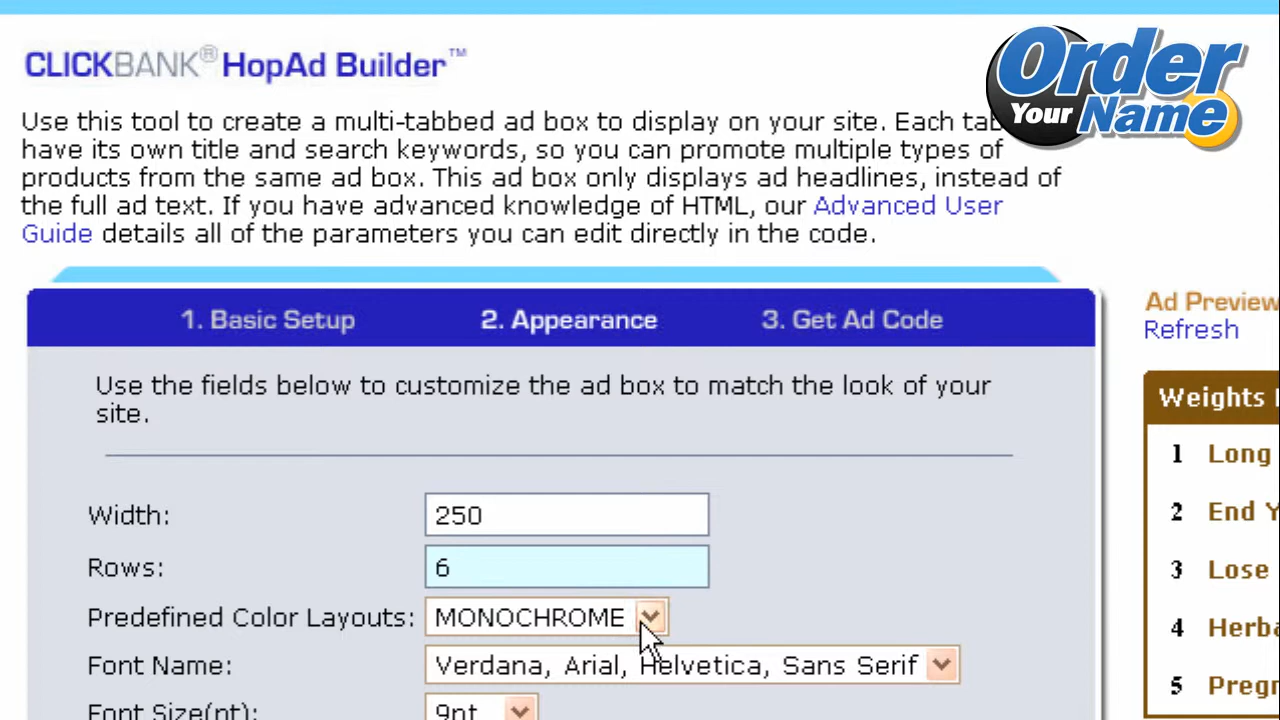 CLICKBANK® HopAd Builder™
Order
Your Name
Use this tool to create a multi-tabbed ad box to display on your site. Each
have its own title and search keywords, so you can promote multiple types of
products from the same ad box. This ad box only displays ad headlines, instead of
the full ad text. If you have advanced knowledge of HTML, our Advanced User
Guide details all of the parameters you can edit directly in the code.
1. Basic Setup 2. Appearance 3. Get Ad Code
Ad Preview
Refresh
Use the fields below to customize the ad box to match the look of your
site.
Weights
1 Long
2 End
3 Lose
4
5
Width: 250
Rows: 6
Predefined Color Layouts: MONOCHROME
Font Name: Verdana, Arial, Helvetica, Sans Serif
Font Size(pt): 9pt